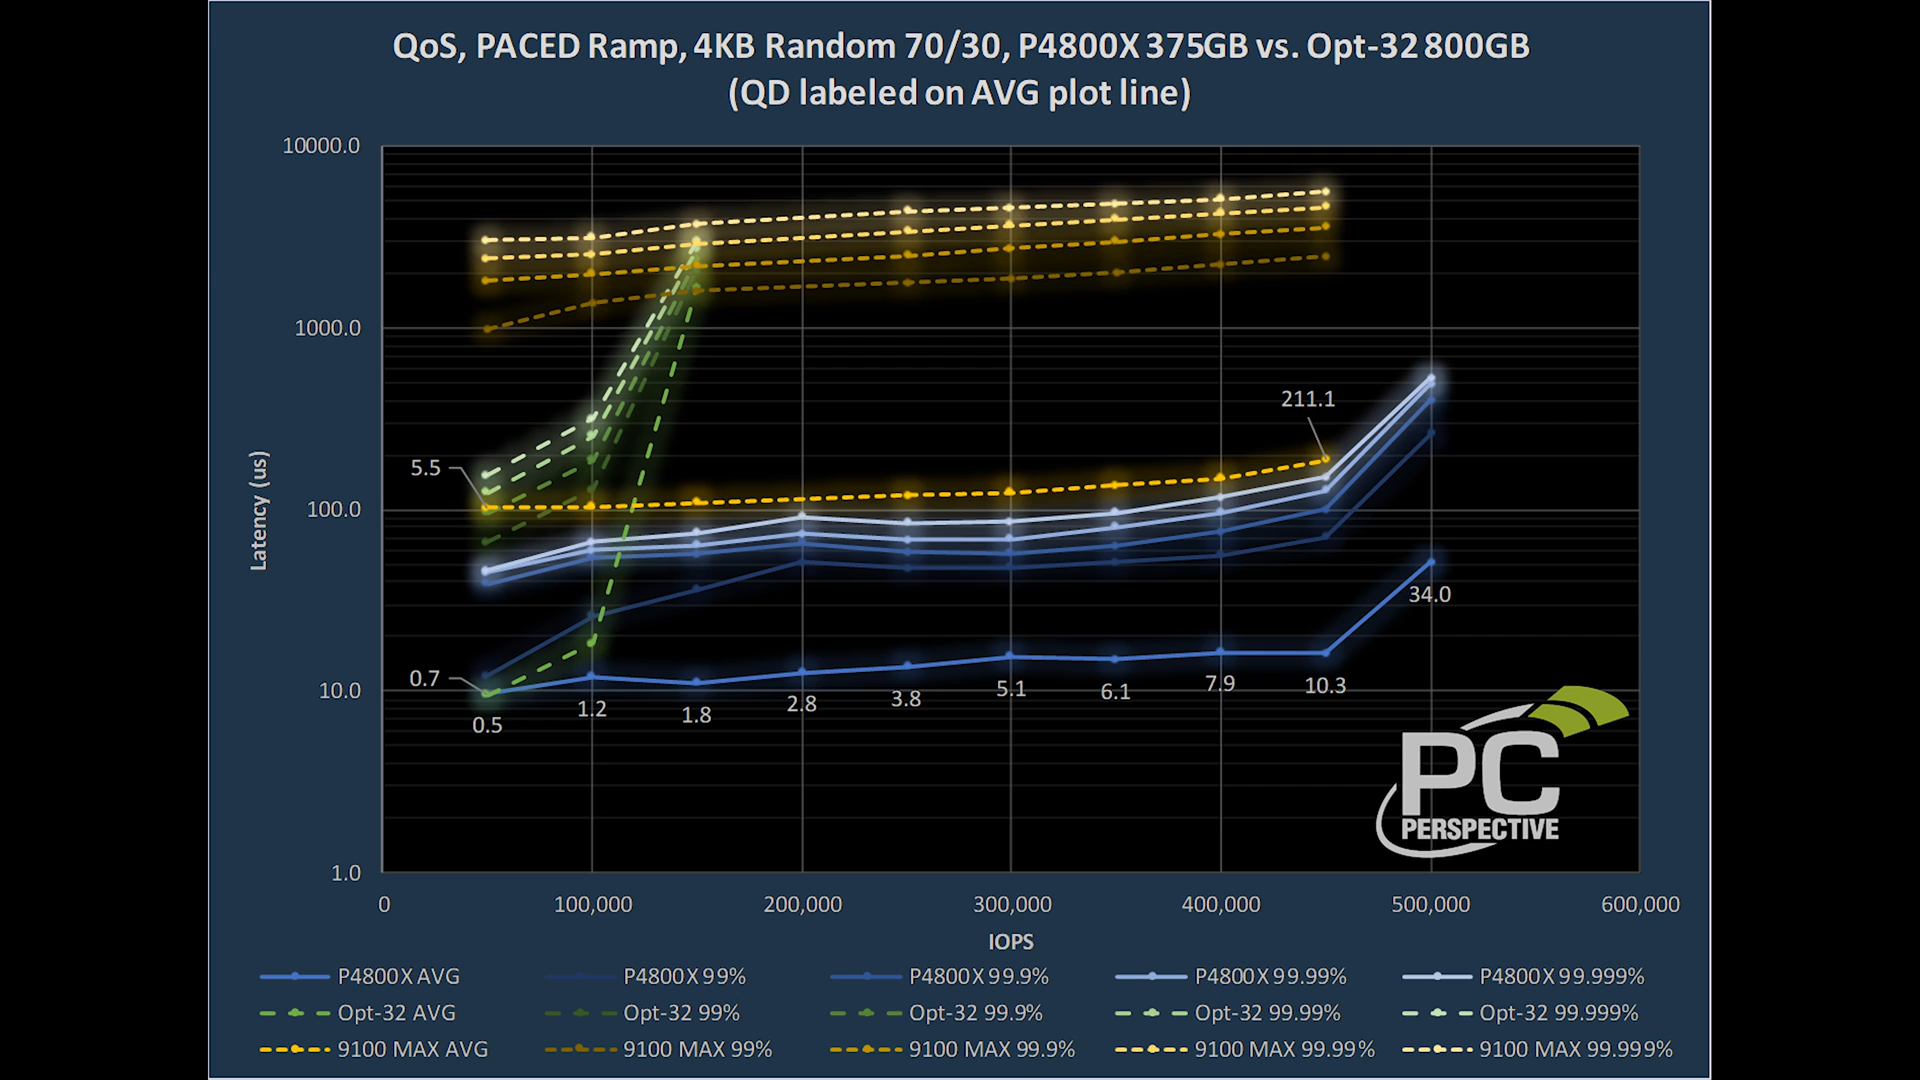 QoS, PACED Ramp, 4KB Random 70/30, P4800X 375GB vs. Opt-32 800GB
(QD labeled on AVG plot line)
10000.0
1000.0
100.0
10.0
1.0
Latency (us)
211.1
5.5
34.0
0.7
0.5
1.2
1.8
2.8
3.8
5.1
6.1
7.9
10.3
PC
PERSPECTIVE
0 100,000 200,000 300,000 400,000 500,000 600,000
IOPS
P4800X AVG P4800X 99% P4800X 99.9% P4800X 99.99% P4800X 99.999%
Opt-32 AVG Opt-32 99% Opt-32 99.9% Opt-32 99.99% Opt-32 99.999%
9100 MAX AVG 9100 MAX 99% 9100 MAX 99.9% 9100 MAX 99.99% 9100 MAX 99.999%